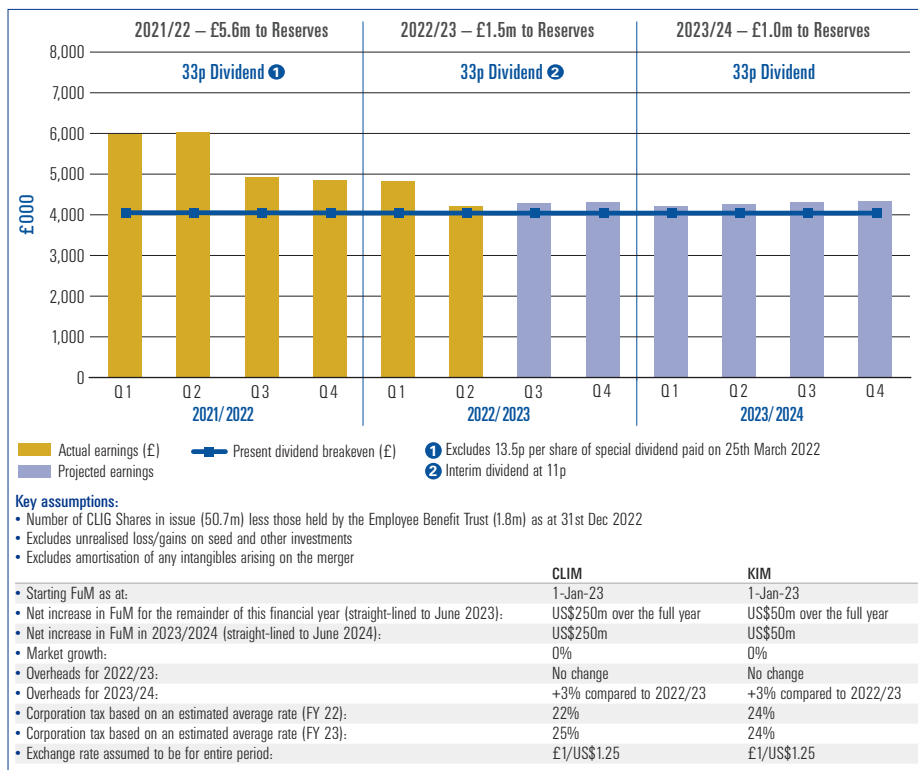 2021/22 – £5.6m to Reserves 2022/23 – £1.5m to Reserves 2023/24 – £1.0m to Reserves
33p Dividend ❶ 33p Dividend ❷ 33p Dividend
8,000
7,000
6,000
5,000
4,000
3,000
2,000
1,000
0
£000
Q1 Q2 Q3 Q4 Q1 Q2 Q3 Q4 Q1 Q2 Q3 Q4
2021/2022 2022/2023 2023/2024
Actual earnings (£) Present dividend breakeven (£) ❶ Excludes 13.5p per share of special dividend paid on 25th March 2022
Projected earnings ❷ Interim dividend at 11p
Key assumptions:
• Number of CLIG Shares in issue (50.7m) less those held by the Employee Benefit Trust (1.8m) as at 31st Dec 2022
• Excludes unrealised loss/gains on seed and other investments
• Excludes amortisation of any intangibles arising on the merger
CLIM KIM
• Starting FuM as at: 1-Jan-23 1-Jan-23
• Net increase in FuM for the remainder of this financial year (straight-lined to June 2023): US$250m over the full year US$50m over the full year
• Net increase in FuM in 2023/2024 (straight-lined to June 2024): US$250m US$50m
• Market growth: 0% 0%
• Overheads for 2022/23: No change No change
• Overheads for 2023/24: +3% compared to 2022/23 +3% compared to 2022/23
• Corporation tax based on an estimated average rate (FY 22): 22% 24%
• Corporation tax based on an estimated average rate (FY 23): 25% 24%
• Exchange rate assumed to be for entire period: £1/US$1.25 £1/US$1.25